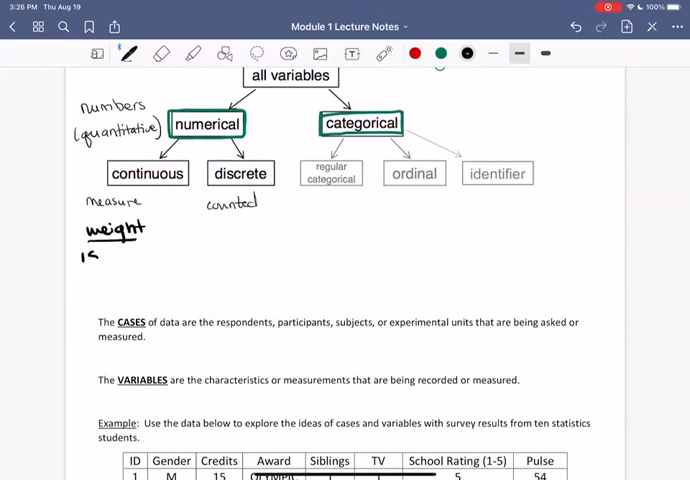 3:26 PM Thu Aug 19
100%
Module 1 Lecture Notes
all variables
numbers
(quantitative)
numerical
categorical
continuous
discrete
regular
categorical
ordinal
identifier
measure
counted
weight
The CASES of data are the respondents, participants, subjects, or experimental units that are being asked or
measured.
The VARIABLES are the characteristics or measurements that are being recorded or measured.
Example: Use the data below to explore the ideas of cases and variables with survey results from ten statistics
students.
ID Gender Credits Award Siblings TV School Rating (1-5) Pulse
1 M 15 OLYMPIC 1 1 5 54